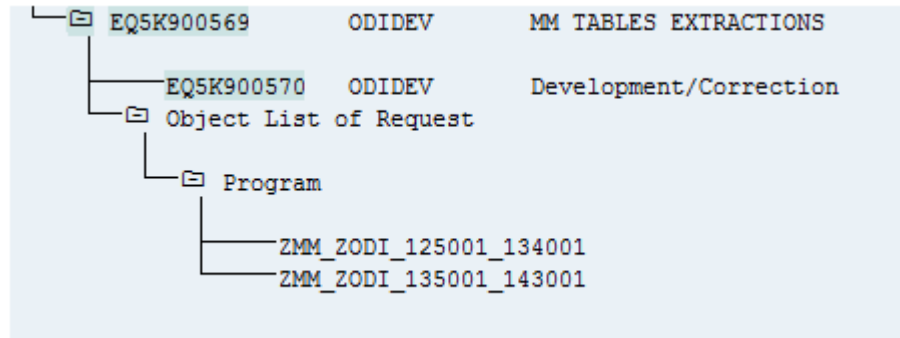 EQ5K900569 ODIDEV MM TABLES EXTRACTIONS
EQ5K900570 ODIDEV Development/Correction
Object List of Request
Program
ZMM_ZODI_125001_134001
ZMM_ZODI_135001_143001